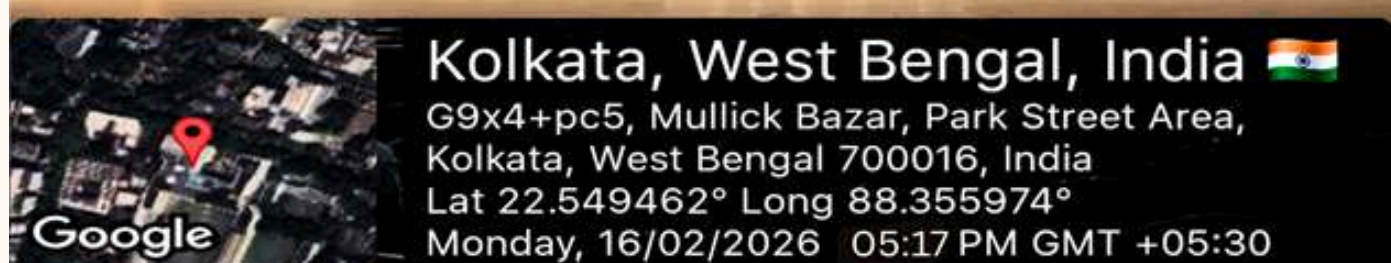 Kolkata, West Bengal, India 🇮🇳
G9x4+pc5, Mullick Bazar, Park Street Area,
Kolkata, West Bengal 700016, India
Lat 22.549462° Long 88.355974°
Monday, 16/02/2026 05:17 PM GMT +05:30
Google